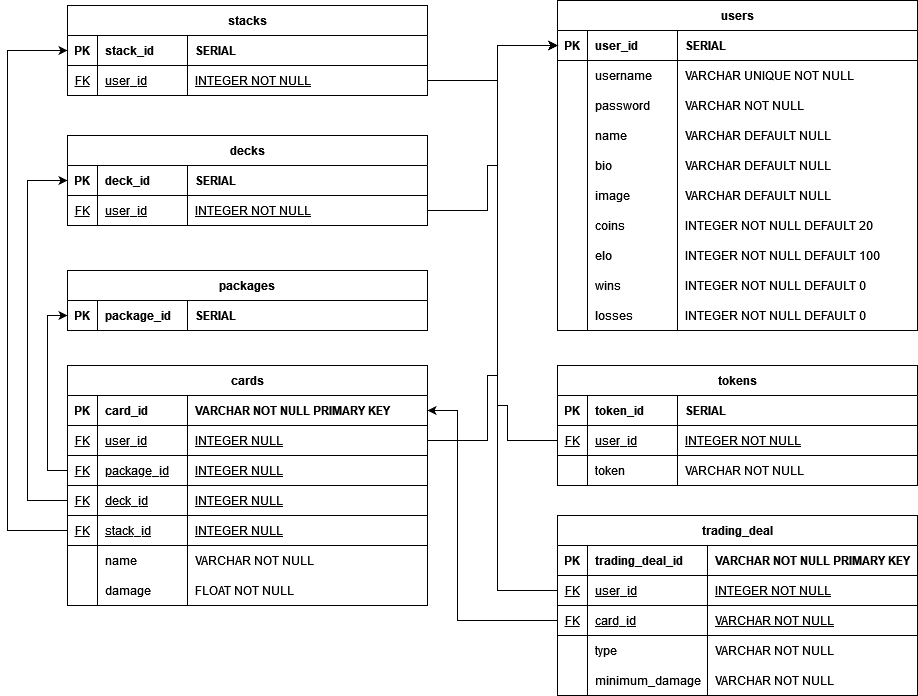 stacks
PK stack_id SERIAL
FK user_id INTEGER NOT NULL
decks
PK deck_id SERIAL
FK user_id INTEGER NOT NULL
packages
PK package_id SERIAL
cards
PK card_id VARCHAR NOT NULL PRIMARY KEY
FK user_id INTEGER NULL
FK package_id INTEGER NULL
FK deck_id INTEGER NULL
FK stack_id INTEGER NULL
name VARCHAR NOT NULL
damage FLOAT NOT NULL
users
PK user_id SERIAL
username VARCHAR UNIQUE NOT NULL
password VARCHAR NOT NULL
name VARCHAR DEFAULT NULL
bio VARCHAR DEFAULT NULL
image VARCHAR DEFAULT NULL
coins INTEGER NOT NULL DEFAULT 20
elo INTEGER NOT NULL DEFAULT 100
wins INTEGER NOT NULL DEFAULT 0
losses INTEGER NOT NULL DEFAULT 0
tokens
PK token_id SERIAL
FK user_id INTEGER NOT NULL
token VARCHAR NOT NULL
trading_deal
PK trading_deal_id VARCHAR NOT NULL PRIMARY KEY
FK user_id INTEGER NOT NULL
FK card_id VARCHAR NOT NULL
type VARCHAR NOT NULL
minimum_damage VARCHAR NOT NULL